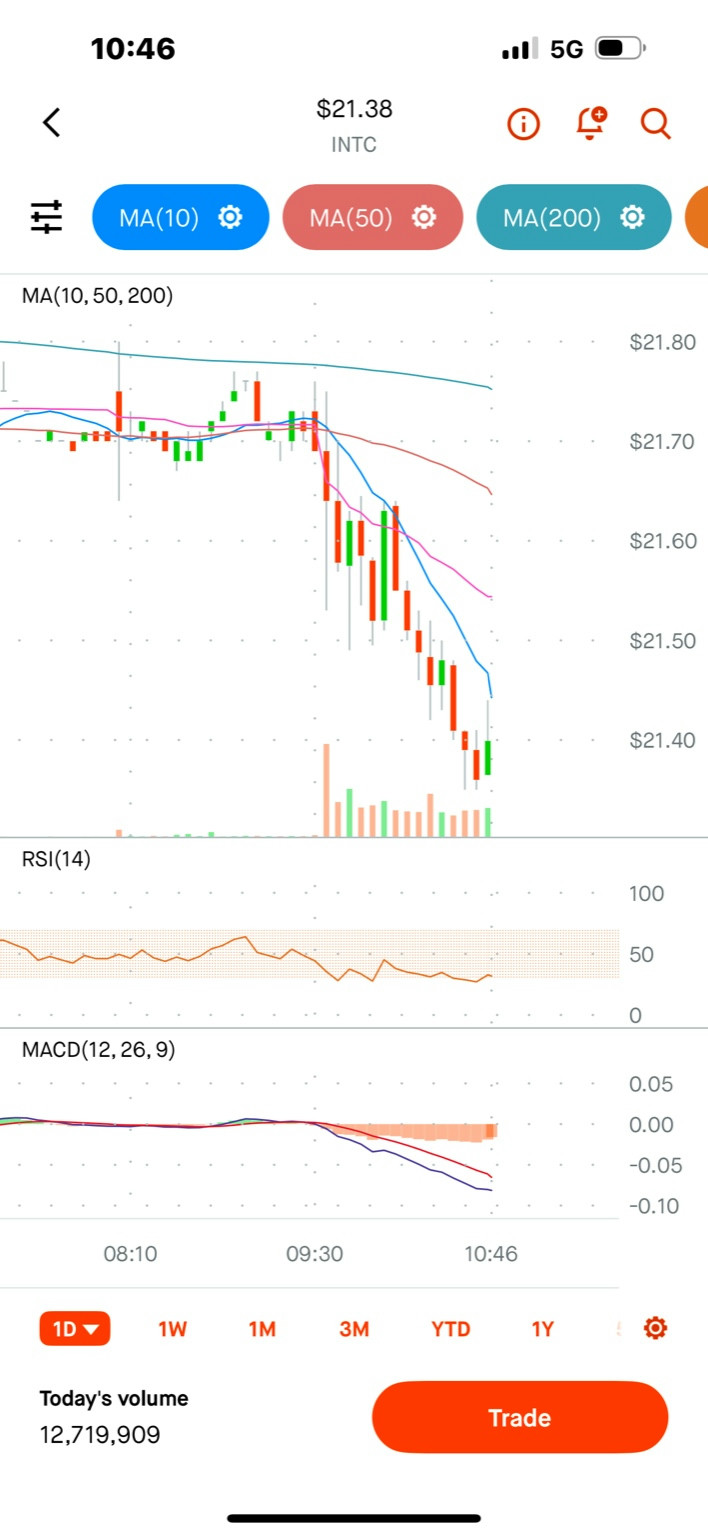 10:46
5G
$21.38
INTC
MA(10)
MA(50)
MA(200)
MA(10, 50, 200)
$21.80
$21.70
$21.60
$21.50
$21.40
RSI(14)
100
50
0
MACD(12, 26, 9)
0.05
0.00
-0.05
-0.10
08:10
09:30
10:46
1D
1W
1M
3M
YTD
1Y
Today's volume
12,719,909
Trade